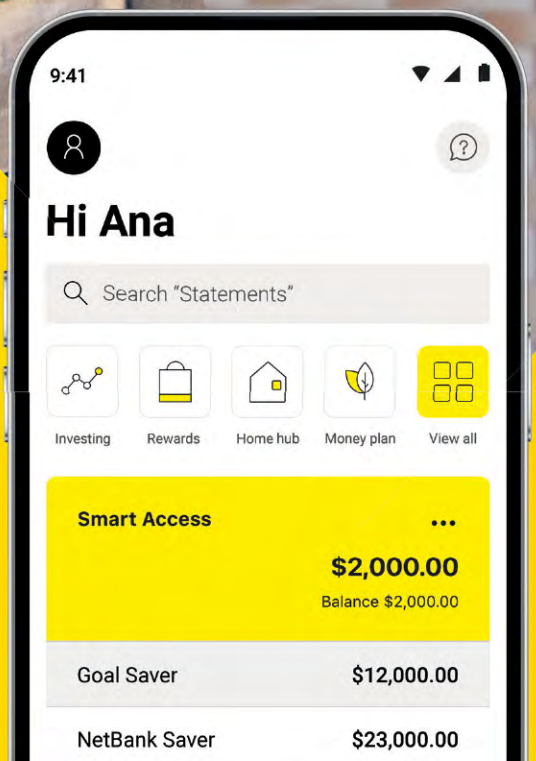 9:41
Hi Ana
Search “Statements”
Investing Rewards Home hub Money plan View all
Smart Access
$2,000.00
Balance $2,000.00
Goal Saver $12,000.00
NetBank Saver $23,000.00